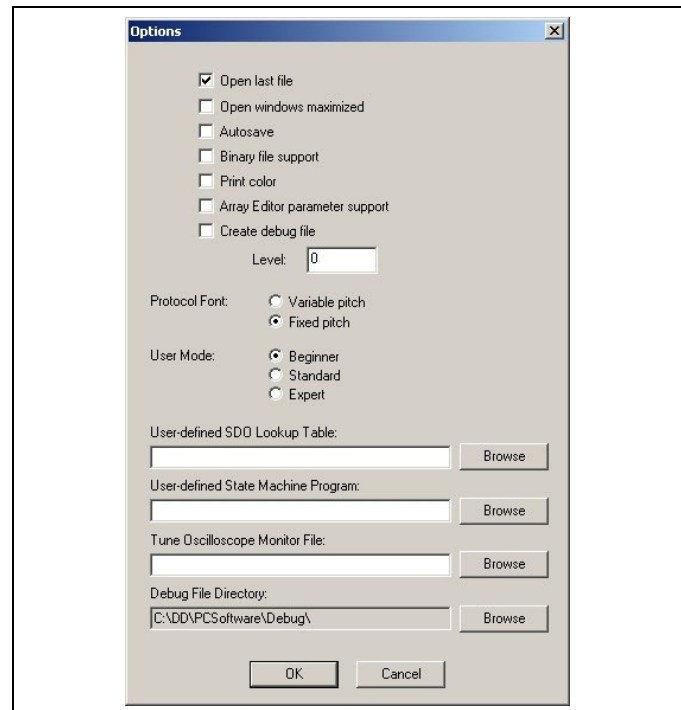 Options
Open last file
Open windows maximized
Autosave
Binary file support
Print color
Array Editor parameter support
Create debug file
Level: 0
Protocol Font: Variable pitch
Fixed pitch
User Mode: Beginner
Standard
Expert
User-defined SDO Lookup Table:
Browse
User-defined State Machine Program:
Browse
Tune Oscilloscope Monitor File:
Browse
Debug File Directory:
C:\DD\PCSoftware\Debug\ Browse
OK Cancel